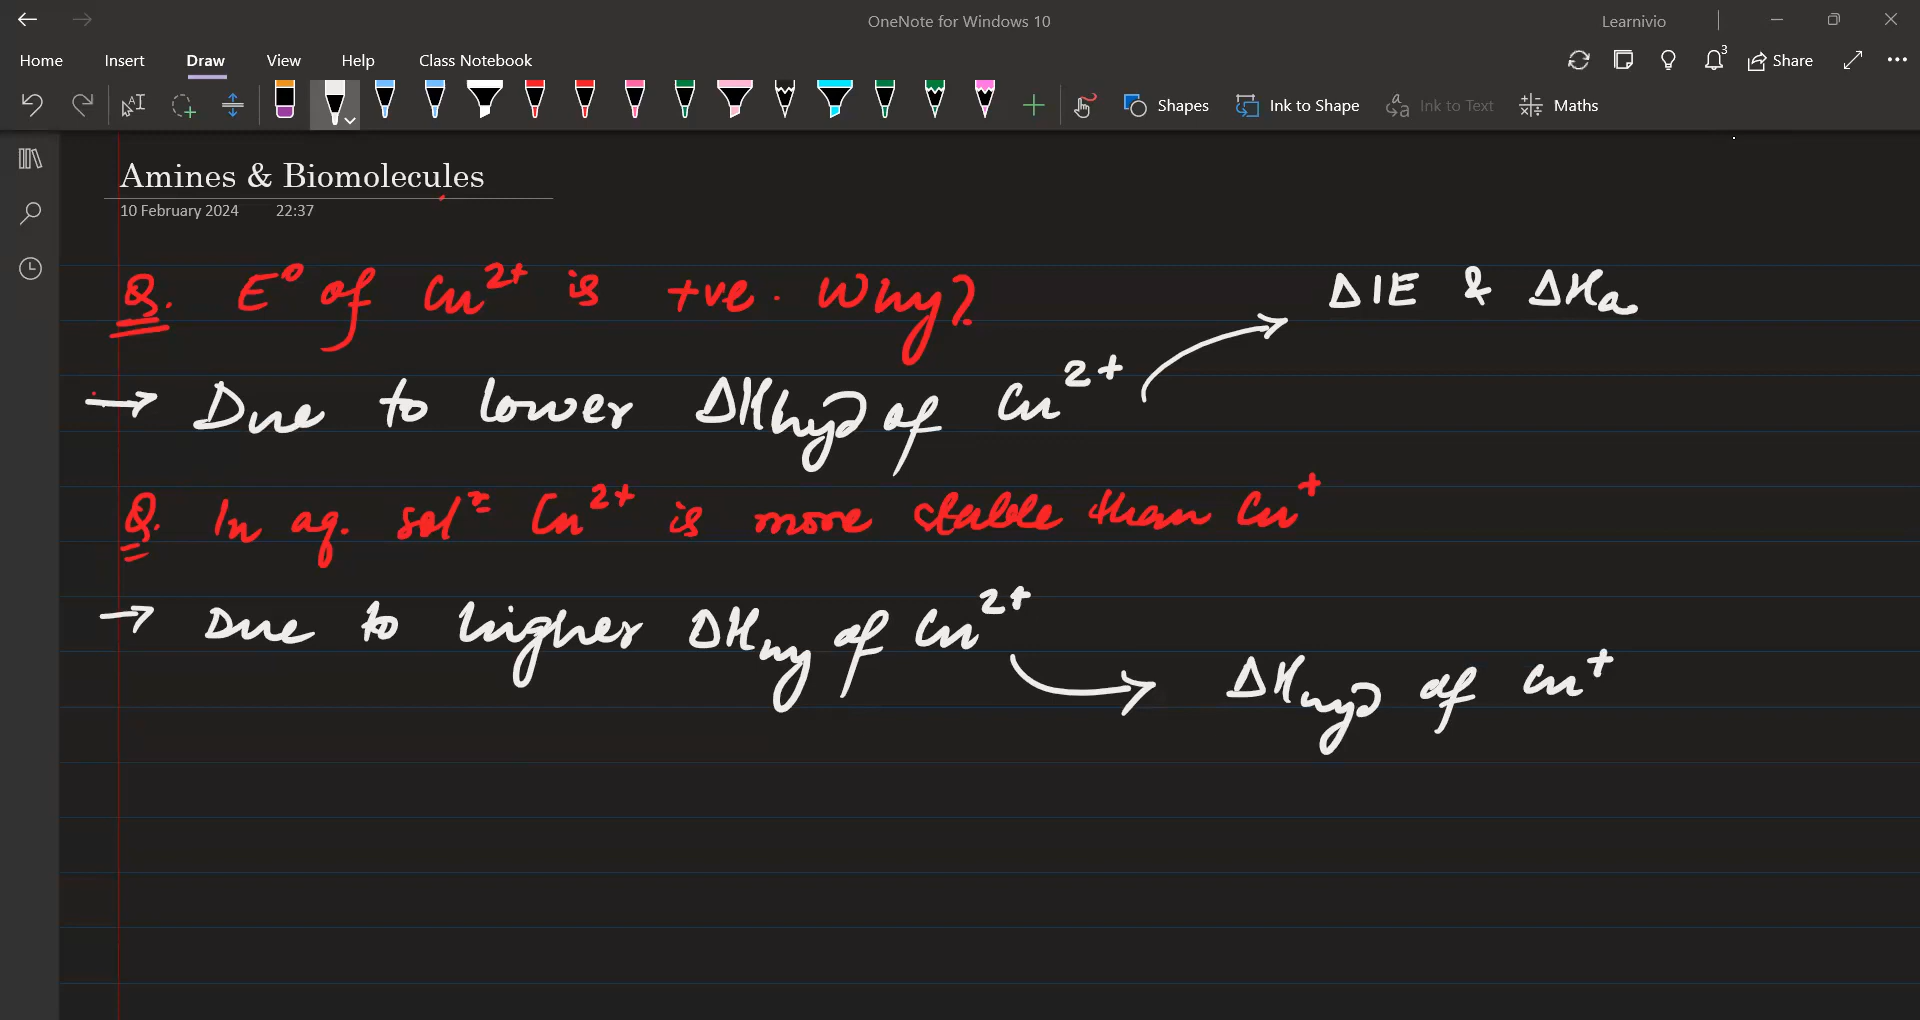 OneNote for Windows 10
Learnivio
Home Insert Draw View Help Class Notebook
3
Share
Shapes Ink to Shape Ink to Text Maths
Amines & Biomolecules
10 February 2024 22:37
Q. E° of Cu²⁺ is +ve. Why?
ΔIE & ΔHa
→ Due to lower ΔHhyd of Cu²⁺
Q. In aq. solⁿ Cu²⁺ is more stable than Cu⁺
→ Due to higher ΔHhy of Cu²⁺
ΔHhyd of Cu⁺